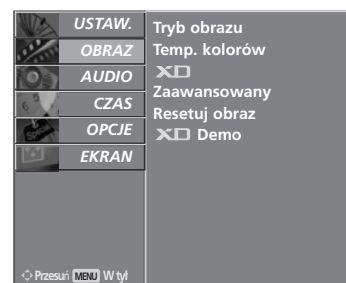 USTAW.
OBRAZ
AUDIO
CZAS
OPCJE
EKRAN
Przesuń MENU W tył
Tryb obrazu
Temp. kolorów
XD
Zaawansowany
Resetuj obraz
XD Demo